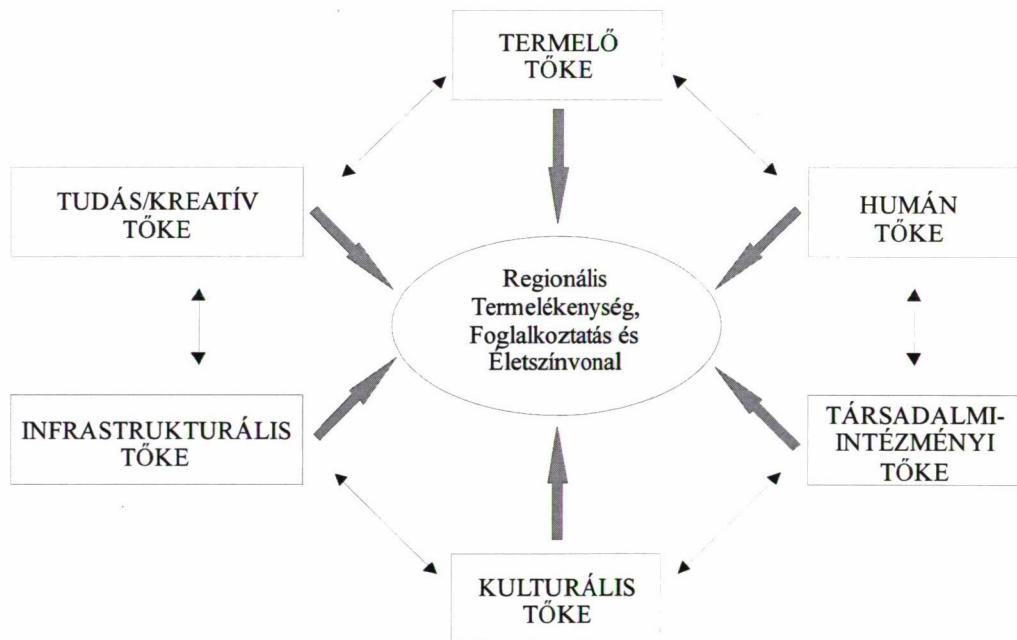 TERMELŐ
TŐKE
TUDÁS/KREATÍV
TŐKE
HUMÁN
TŐKE
Regionális
Termelékenység,
Foglalkoztatás és
Életszínvonal
INFRASTRUKTURÁLIS
TŐKE
TÁRSADALMI-
INTÉZMÉNYI
TŐKE
KULTURÁLIS
TŐKE